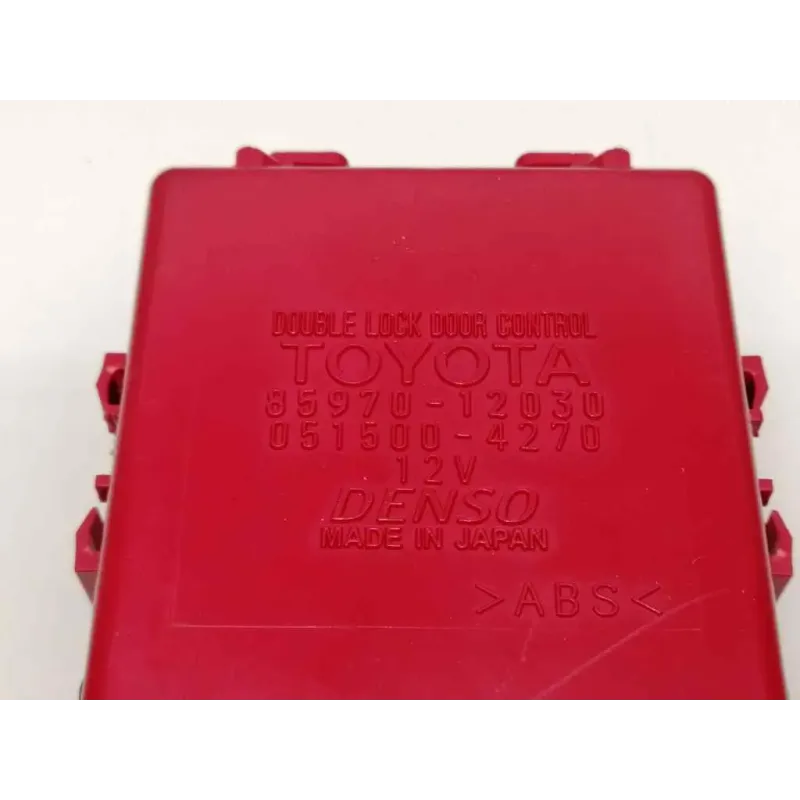 DOUBLE LOCK DOOR CONTROL
TOYOTA
85970-12030
051500-4270
12V
DENSO
MADE IN JAPAN
>ABS<